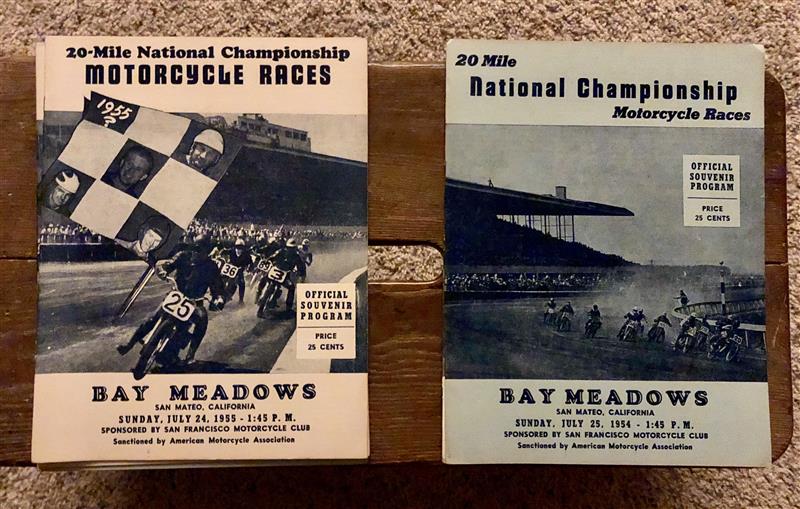 20-Mile National Championship
MOTORCYCLE RACES
1955
?
25
36
69
3
OFFICIAL
SOUVENIR
PROGRAM
PRICE
25 CENTS
BAY MEADOWS
SAN MATEO, CALIFORNIA
SUNDAY, JULY 24, 1955 - 1:45 P. M.
SPONSORED BY SAN FRANCISCO MOTORCYCLE CLUB
Sanctioned by American Motorcycle Association
20 Mile
National Championship
Motorcycle Races
OFFICIAL
SOUVENIR
PROGRAM
PRICE
25 CENTS
BAY MEADOWS
SAN MATEO, CALIFORNIA
SUNDAY, JULY 25, 1954 - 1:45 P. M.
SPONSORED BY SAN FRANCISCO MOTORCYCLE CLUB
Sanctioned by American Motorcycle Association